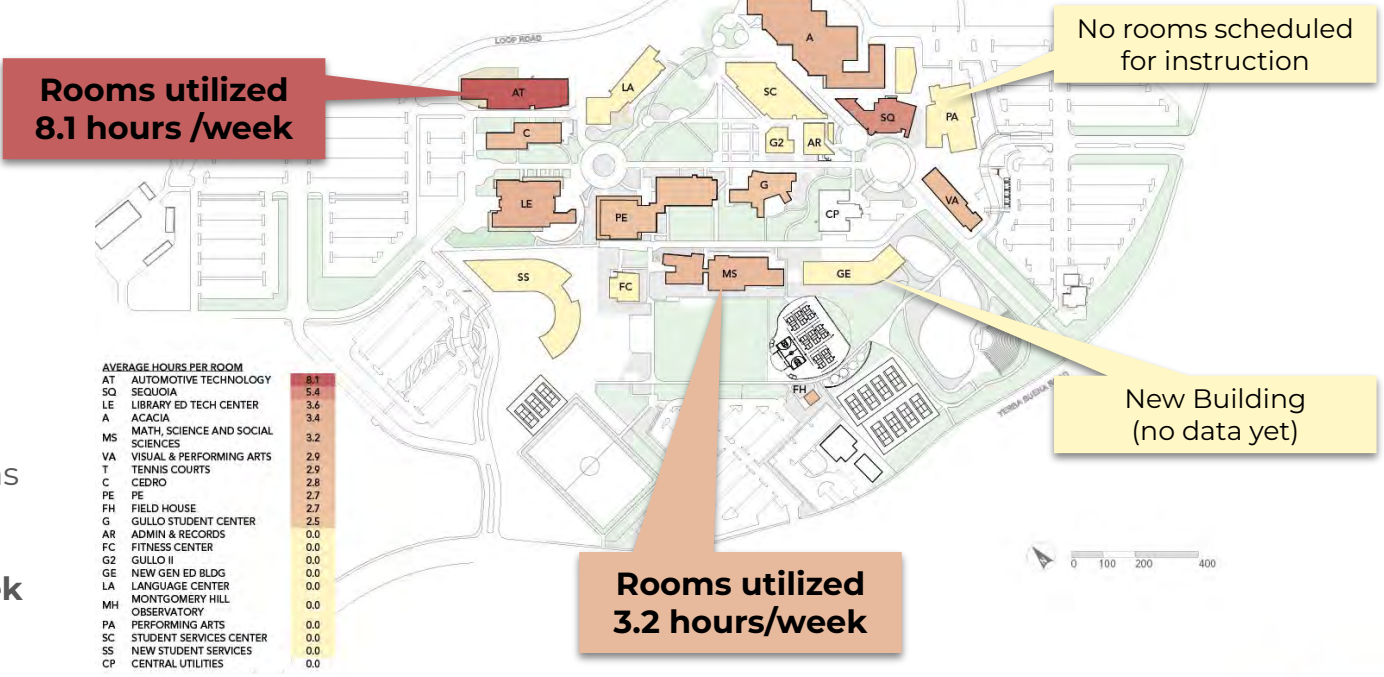 No rooms scheduled
for instruction
LOOP ROAD
A
Rooms utilized
8.1 hours /week
AT
LA
SC
SQ
PA
C
G2
AR
LE
PE
G
CP
VA
SS
FC
MS
GE
AVERAGE HOURS PER ROOM
AT AUTOMOTIVE TECHNOLOGY 8.1
SQ SEQUOIA 5.4
LE LIBRARY ED TECH CENTER 3.6
A ACACIA 3.4
MS MATH, SCIENCE AND SOCIAL
SCIENCES 3.2
VA VISUAL & PERFORMING ARTS 2.9
T TENNIS COURTS 2.9
C CEDRO 2.8
PE PE 2.7
FH FIELD HOUSE 2.7
G GULLO STUDENT CENTER 2.5
AR ADMIN & RECORDS 0.0
FC FITNESS CENTER 0.0
G2 GULLO II 0.0
GE NEW GEN ED BLDG 0.0
LA LANGUAGE CENTER 0.0
MH MONTGOMERY HILL
OBSERVATORY 0.0
PA PERFORMING ARTS 0.0
SC STUDENT SERVICES CENTER 0.0
SS NEW STUDENT SERVICES 0.0
CP CENTRAL UTILITIES 0.0
FH
YERBA BUENA ROAD
New Building
(no data yet)
Rooms utilized
3.2 hours/week
0 100 200 400